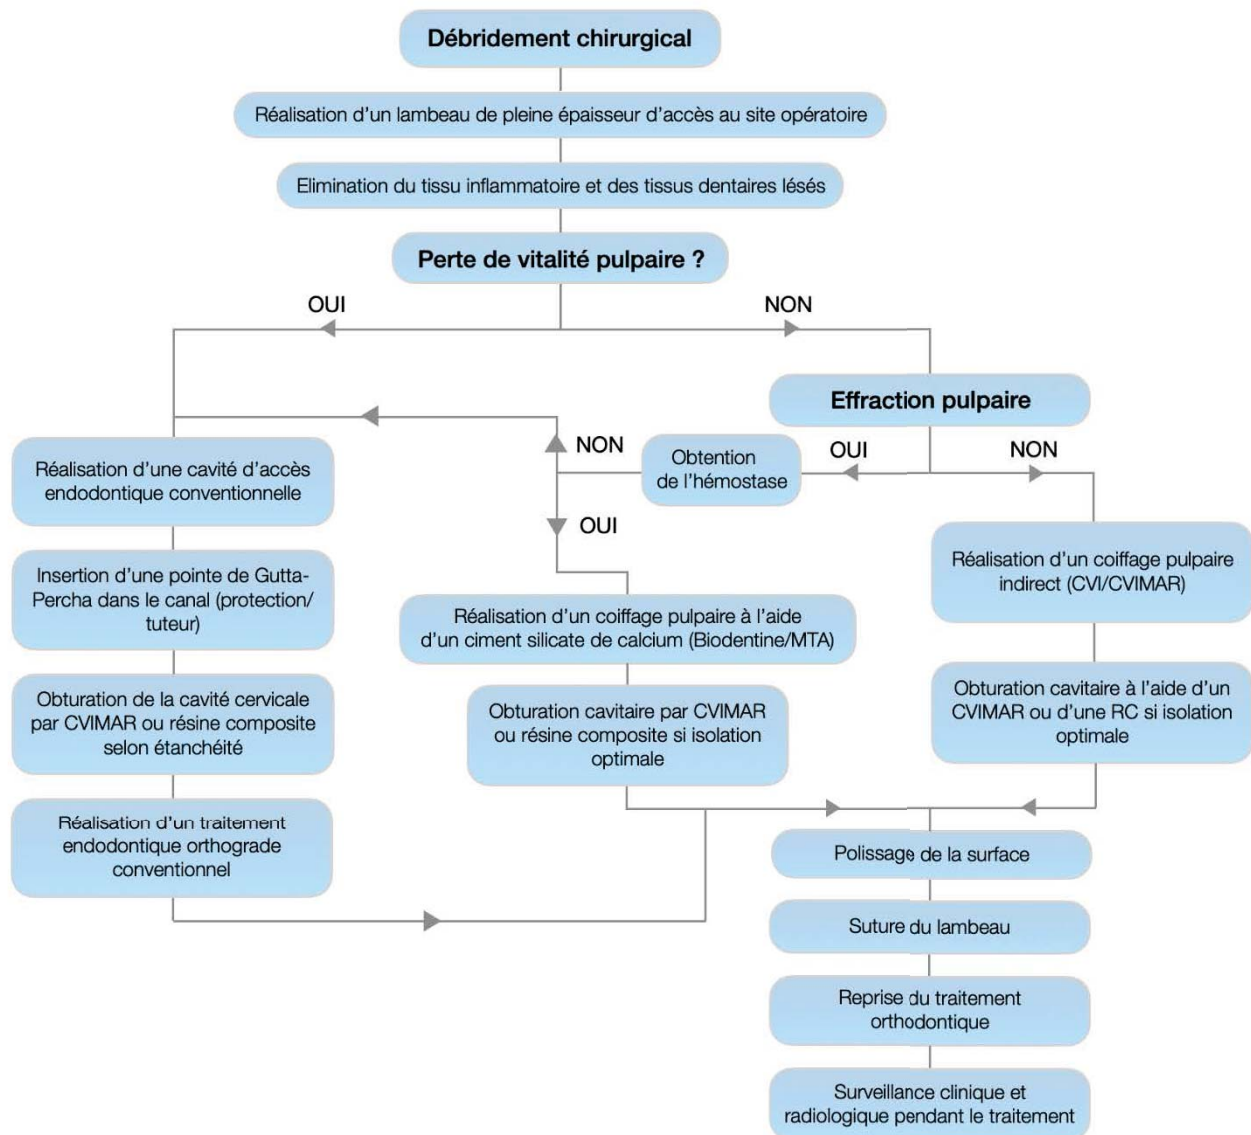 Débridement chirurgical
Réalisation d'un lambeau de pleine épaisseur d'accès au site opératoire
Elimination du tissu inflammatoire et des tissus dentaires lésés
Perte de vitalité pulpaire ?
OUI
NON
Effraction pulpaire
Réalisation d'une cavité d'accès
endodontique conventionnelle
Insertion d'une pointe de Gutta-
Percha dans le canal (protection/
tuteur)
Obturation de la cavité cervicale
par CVIMAR ou résine composite
selon étanchéité
Réalisation d'un traitement
endodontique orthograde
conventionnel
NON
Obtention
de l'hémostase
OUI
NON
OUI
Réalisation d'un coiffage pulpaire à l'aide
d'un ciment silicate de calcium (Biodentine/MTA)
Obturation cavitaire par CVIMAR
ou résine composite si isolation
optimale
Réalisation d'un coiffage pulpaire
indirect (CVI/CVIMAR)
Obturation cavitaire à l'aide d'un
CVIMAR ou d'une RC si isolation
optimale
Polissage de la surface
Suture du lambeau
Reprise du traitement
orthodontique
Surveillance clinique et
radiologique pendant le traitement